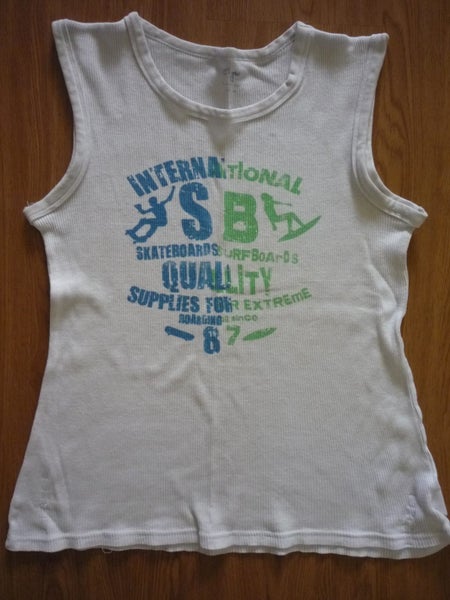 INTERNATIONAL
SB
SKATEBOARDS SURFBOARDS
QUALLITY
SUPPLIES FOR EXTREME
BOARDING since
87